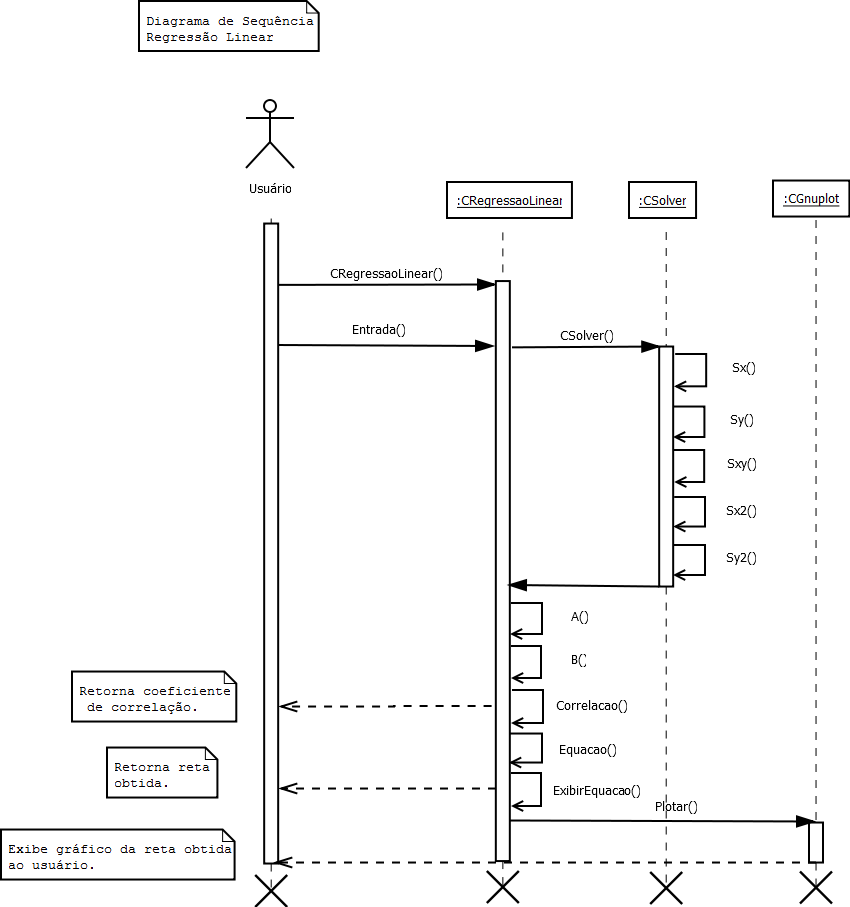 Diagrama de Sequência
Regressão Linear
Usuário
:CRegressaoLinear
:CSolver
:CGnuplot
CRegressaoLinear()
Entrada()
CSolver()
Sx()
Sy()
Sxy()
Sx2()
Sy2()
A()
B()
Retorna coeficiente
de correlação.
Correlacao()
Equacao()
Retorna reta
obtida.
ExibirEquacao()
Plotar()
Exibe gráfico da reta obtida
ao usuário.